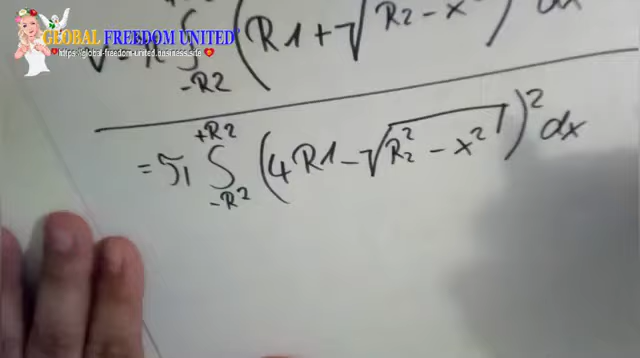 GLOBAL FREEDOM UNITED
https://global-freedom-united.business.site
V = π ∫ (R1 + √R2 - x ) dx
-R2
+R2
= π ∫ (4R1 - √R2² - x²)² dx
-R2